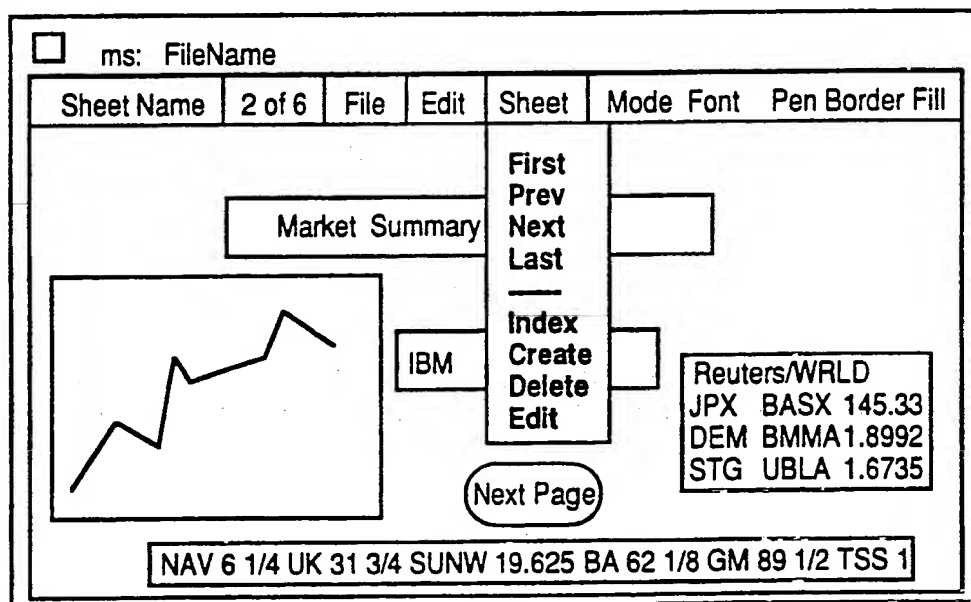 ms: FileName
Sheet Name 2 of 6 File Edit Sheet Mode Font Pen Border Fill
First
Prev
Next
Last
Index
Create
Delete
Edit
Market Summary
IBM
Reuters/WRLD
JPX BASX 145.33
DEM BMMA 1.8992
STG UBLA 1.6735
Next Page
NAV 6 1/4 UK 31 3/4 SUNW 19.625 BA 62 1/8 GM 89 1/2 TSS 1